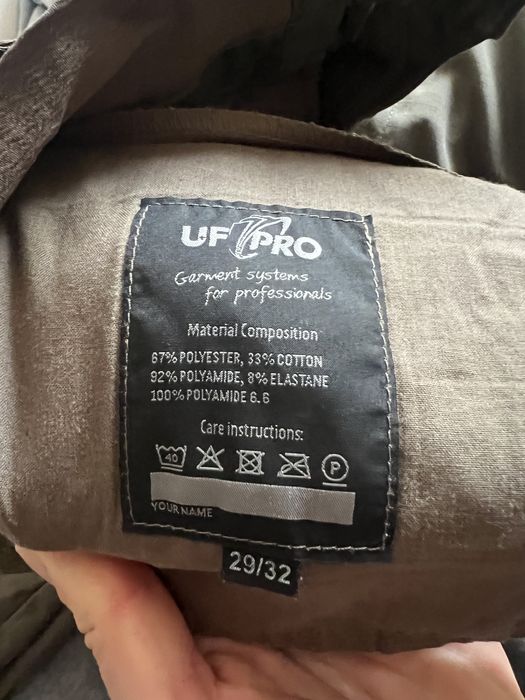 UF PRO
Garment systems
for professionals
Material Composition
67% POLYESTER, 33% COTTON
92% POLYAMIDE, 8% ELASTANE
100% POLYAMIDE 6.6
Care instructions:
40
P
YOUR NAME
29/32